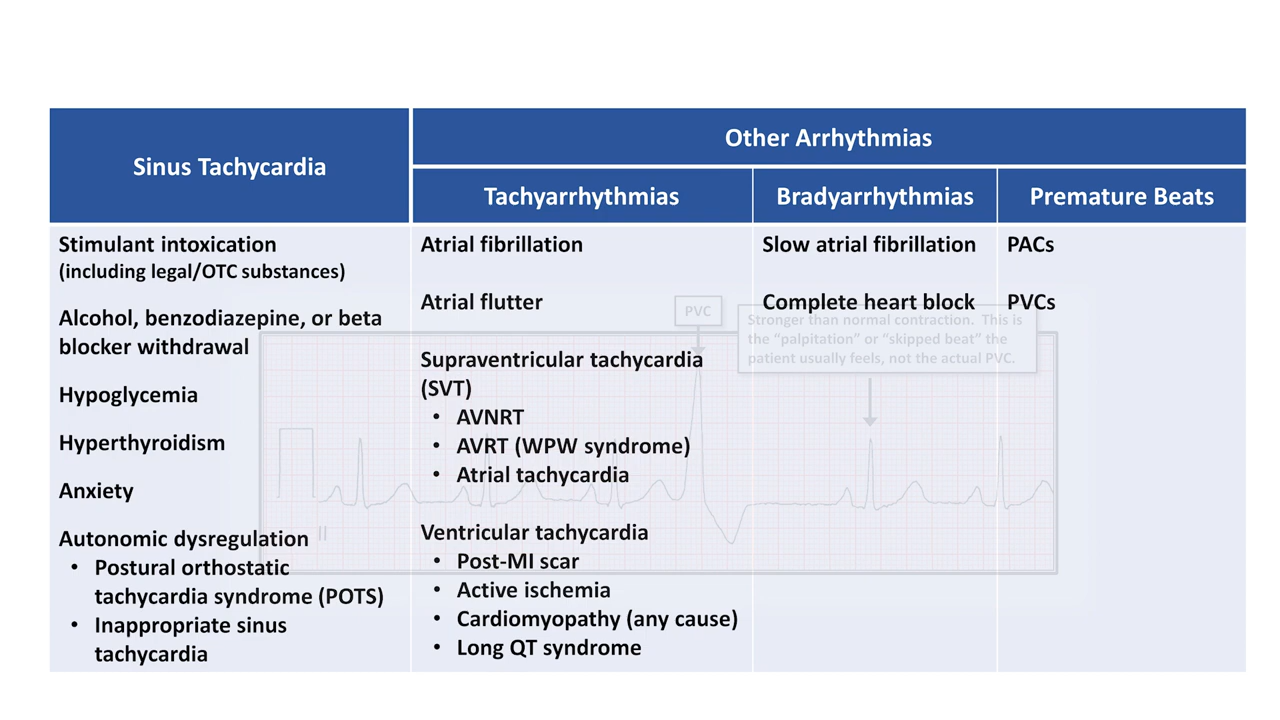 Sinus Tachycardia
Other Arrhythmias
Tachyarrhythmias
Bradyarrhythmias
Premature Beats
Stimulant intoxication
(including legal/OTC substances)
Alcohol, benzodiazepine, or beta
blocker withdrawal
Hypoglycemia
Hyperthyroidism
Anxiety
Autonomic dysregulation
• Postural orthostatic
tachycardia syndrome (POTS)
• Inappropriate sinus
tachycardia
Atrial fibrillation
Atrial flutter
Supraventricular tachycardia
(SVT)
• AVNRT
• AVRT (WPW syndrome)
• Atrial tachycardia
Ventricular tachycardia
• Post-MI scar
• Active ischemia
• Cardiomyopathy (any cause)
• Long QT syndrome
Slow atrial fibrillation
Complete heart block
PACs
PVCs
PVC
Stronger than normal contraction. This is
the “palpitation” or “skipped beat” the
patient usually feels, not the actual PVC.
II